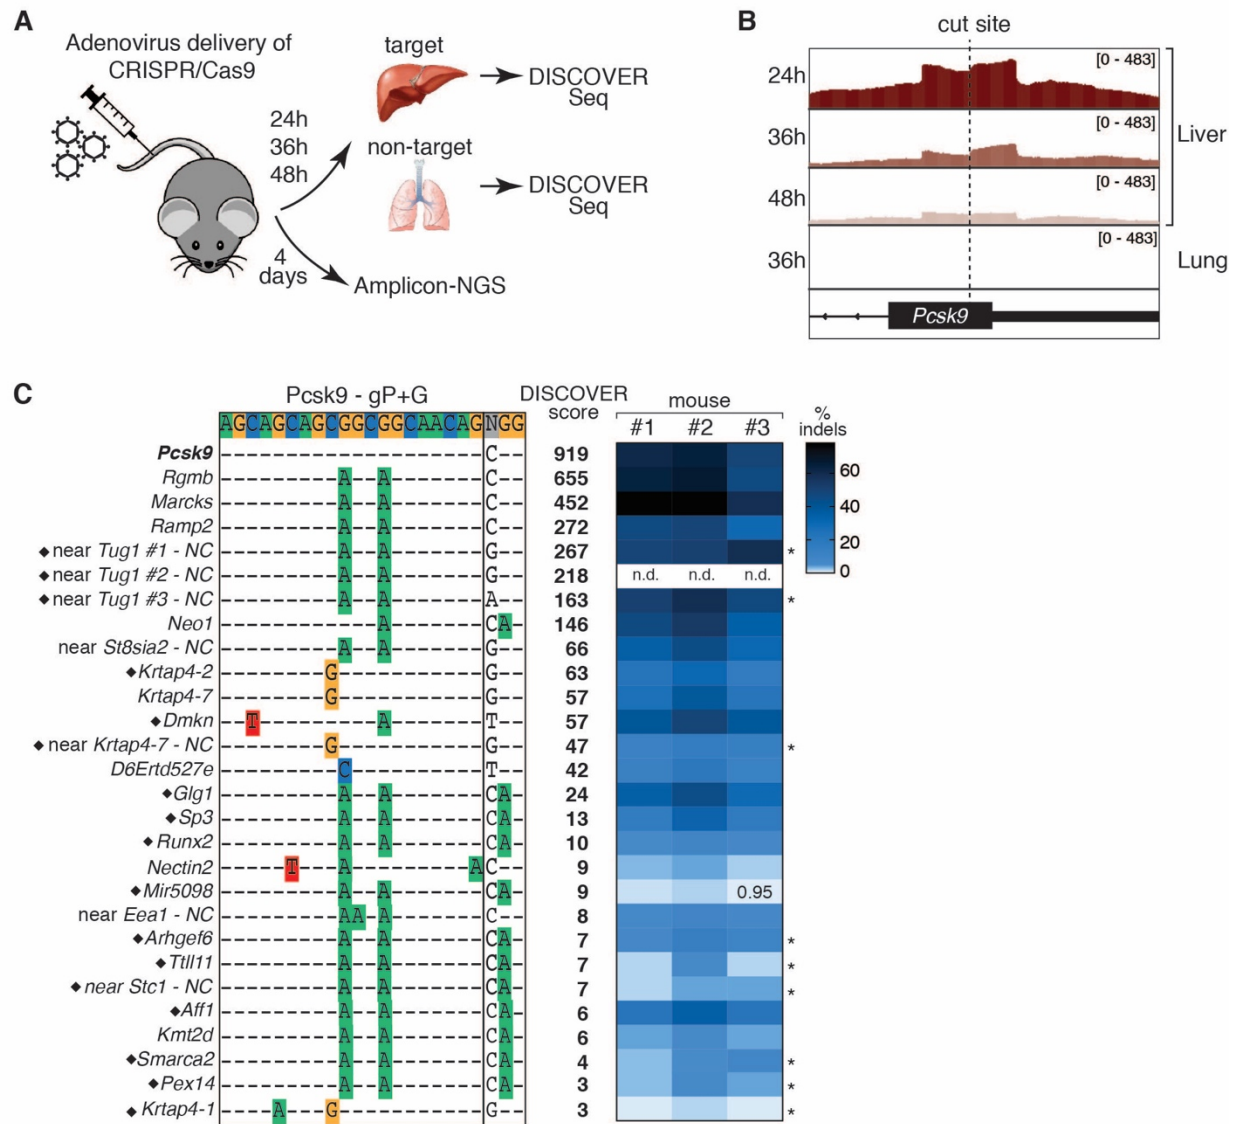 A
Adenovirus delivery of
CRISPR/Cas9
24h
36h
48h
target
DISCOVER
Seq
non-target
DISCOVER
Seq
4
days
Amplicon-NGS
B
cut site
24h [0 - 483]
36h [0 - 483]
48h [0 - 483]
Liver
36h [0 - 483]
Lung
Pcsk9
C
Pcsk9 - gP+G
DISCOVER
score
mouse
#1 #2 #3
%
indels
60
40
20
0
AGCAGCAGCGGCGGCAACAGNGG
Pcsk9 --------------------C-- 919
Rgmb ---------A--A-------C-- 655
Marcks ---------A--A-------C-- 452
Ramp2 ---------A--A-------C-- 272
◆near Tug1 #1 - NC ---------A--A-------G-- 267 *
◆near Tug1 #2 - NC ---------A--A-------G-- 218 n.d. n.d. n.d.
◆near Tug1 #3 - NC ---------A--A-------A-- 163 *
Neo1 ------------A-------CA- 146
near St8sia2 - NC ---------A--A-------G-- 66
◆Krtap4-2 --------G-----------G-- 63
Krtap4-7 --------G-----------G-- 57
◆Dmkn --T---------A-------T-- 57
◆near Krtap4-7 - NC --------G-----------G-- 47 *
D6Ertd527e ---------C----------T-- 42
◆Glg1 ---------A--A-------CA- 24
◆Sp3 ---------A--A-------CA- 13
◆Runx2 ---------A--A-------CA- 10
Nectin2 -----T---A---------AC-- 9
◆Mir5098 ---------A--A-------CA- 9 0.95
near Eea1 - NC ---------AA-A-------C-- 8
◆Arhgef6 ---------A--A-------CA- 7 *
◆Ttll11 ---------A--A-------CA- 7 *
◆near Stc1 - NC ---------A--A-------CA- 7 *
◆Aff1 ---------A--A-------CA- 6
Kmt2d ---------A--A-------CA- 6
◆Smarca2 ---------A--A-------CA- 4 *
◆Pex14 ---------A--A-------CA- 3 *
◆Krtap4-1 ----A---G-----------G-- 3 *